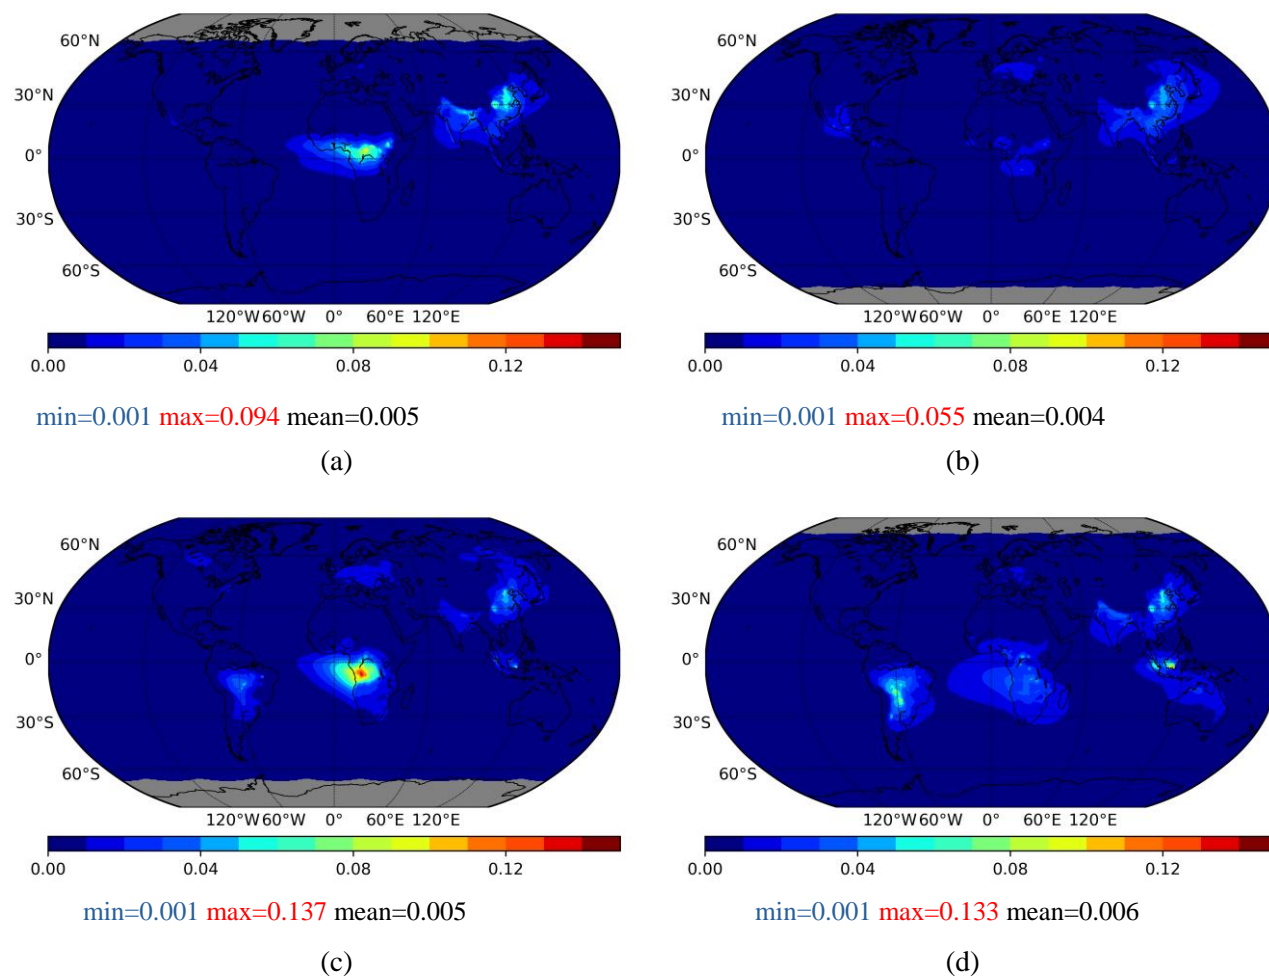 60°N
30°N
0°
30°S
60°S
120°W 60°W 0° 60°E 120°E
0.00 0.04 0.08 0.12
min=0.001 max=0.094 mean=0.005
(a)
60°N
30°N
0°
30°S
60°S
120°W 60°W 0° 60°E 120°E
0.00 0.04 0.08 0.12
min=0.001 max=0.055 mean=0.004
(b)
60°N
30°N
0°
30°S
60°S
120°W 60°W 0° 60°E 120°E
0.00 0.04 0.08 0.12
min=0.001 max=0.137 mean=0.005
(c)
60°N
30°N
0°
30°S
60°S
120°W 60°W 0° 60°E 120°E
0.00 0.04 0.08 0.12
min=0.001 max=0.133 mean=0.006
(d)